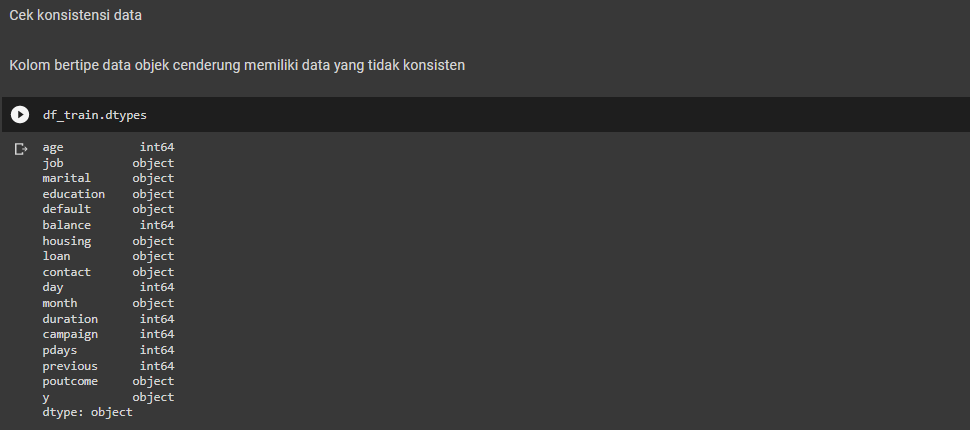 Cek konsistensi data
Kolom bertipe data objek cenderung memiliki data yang tidak konsisten
df_train.dtypes
age int64
job object
marital object
education object
default object
balance int64
housing object
loan object
contact object
day int64
month object
duration int64
campaign int64
pdays int64
previous int64
poutcome object
y object
dtype: object